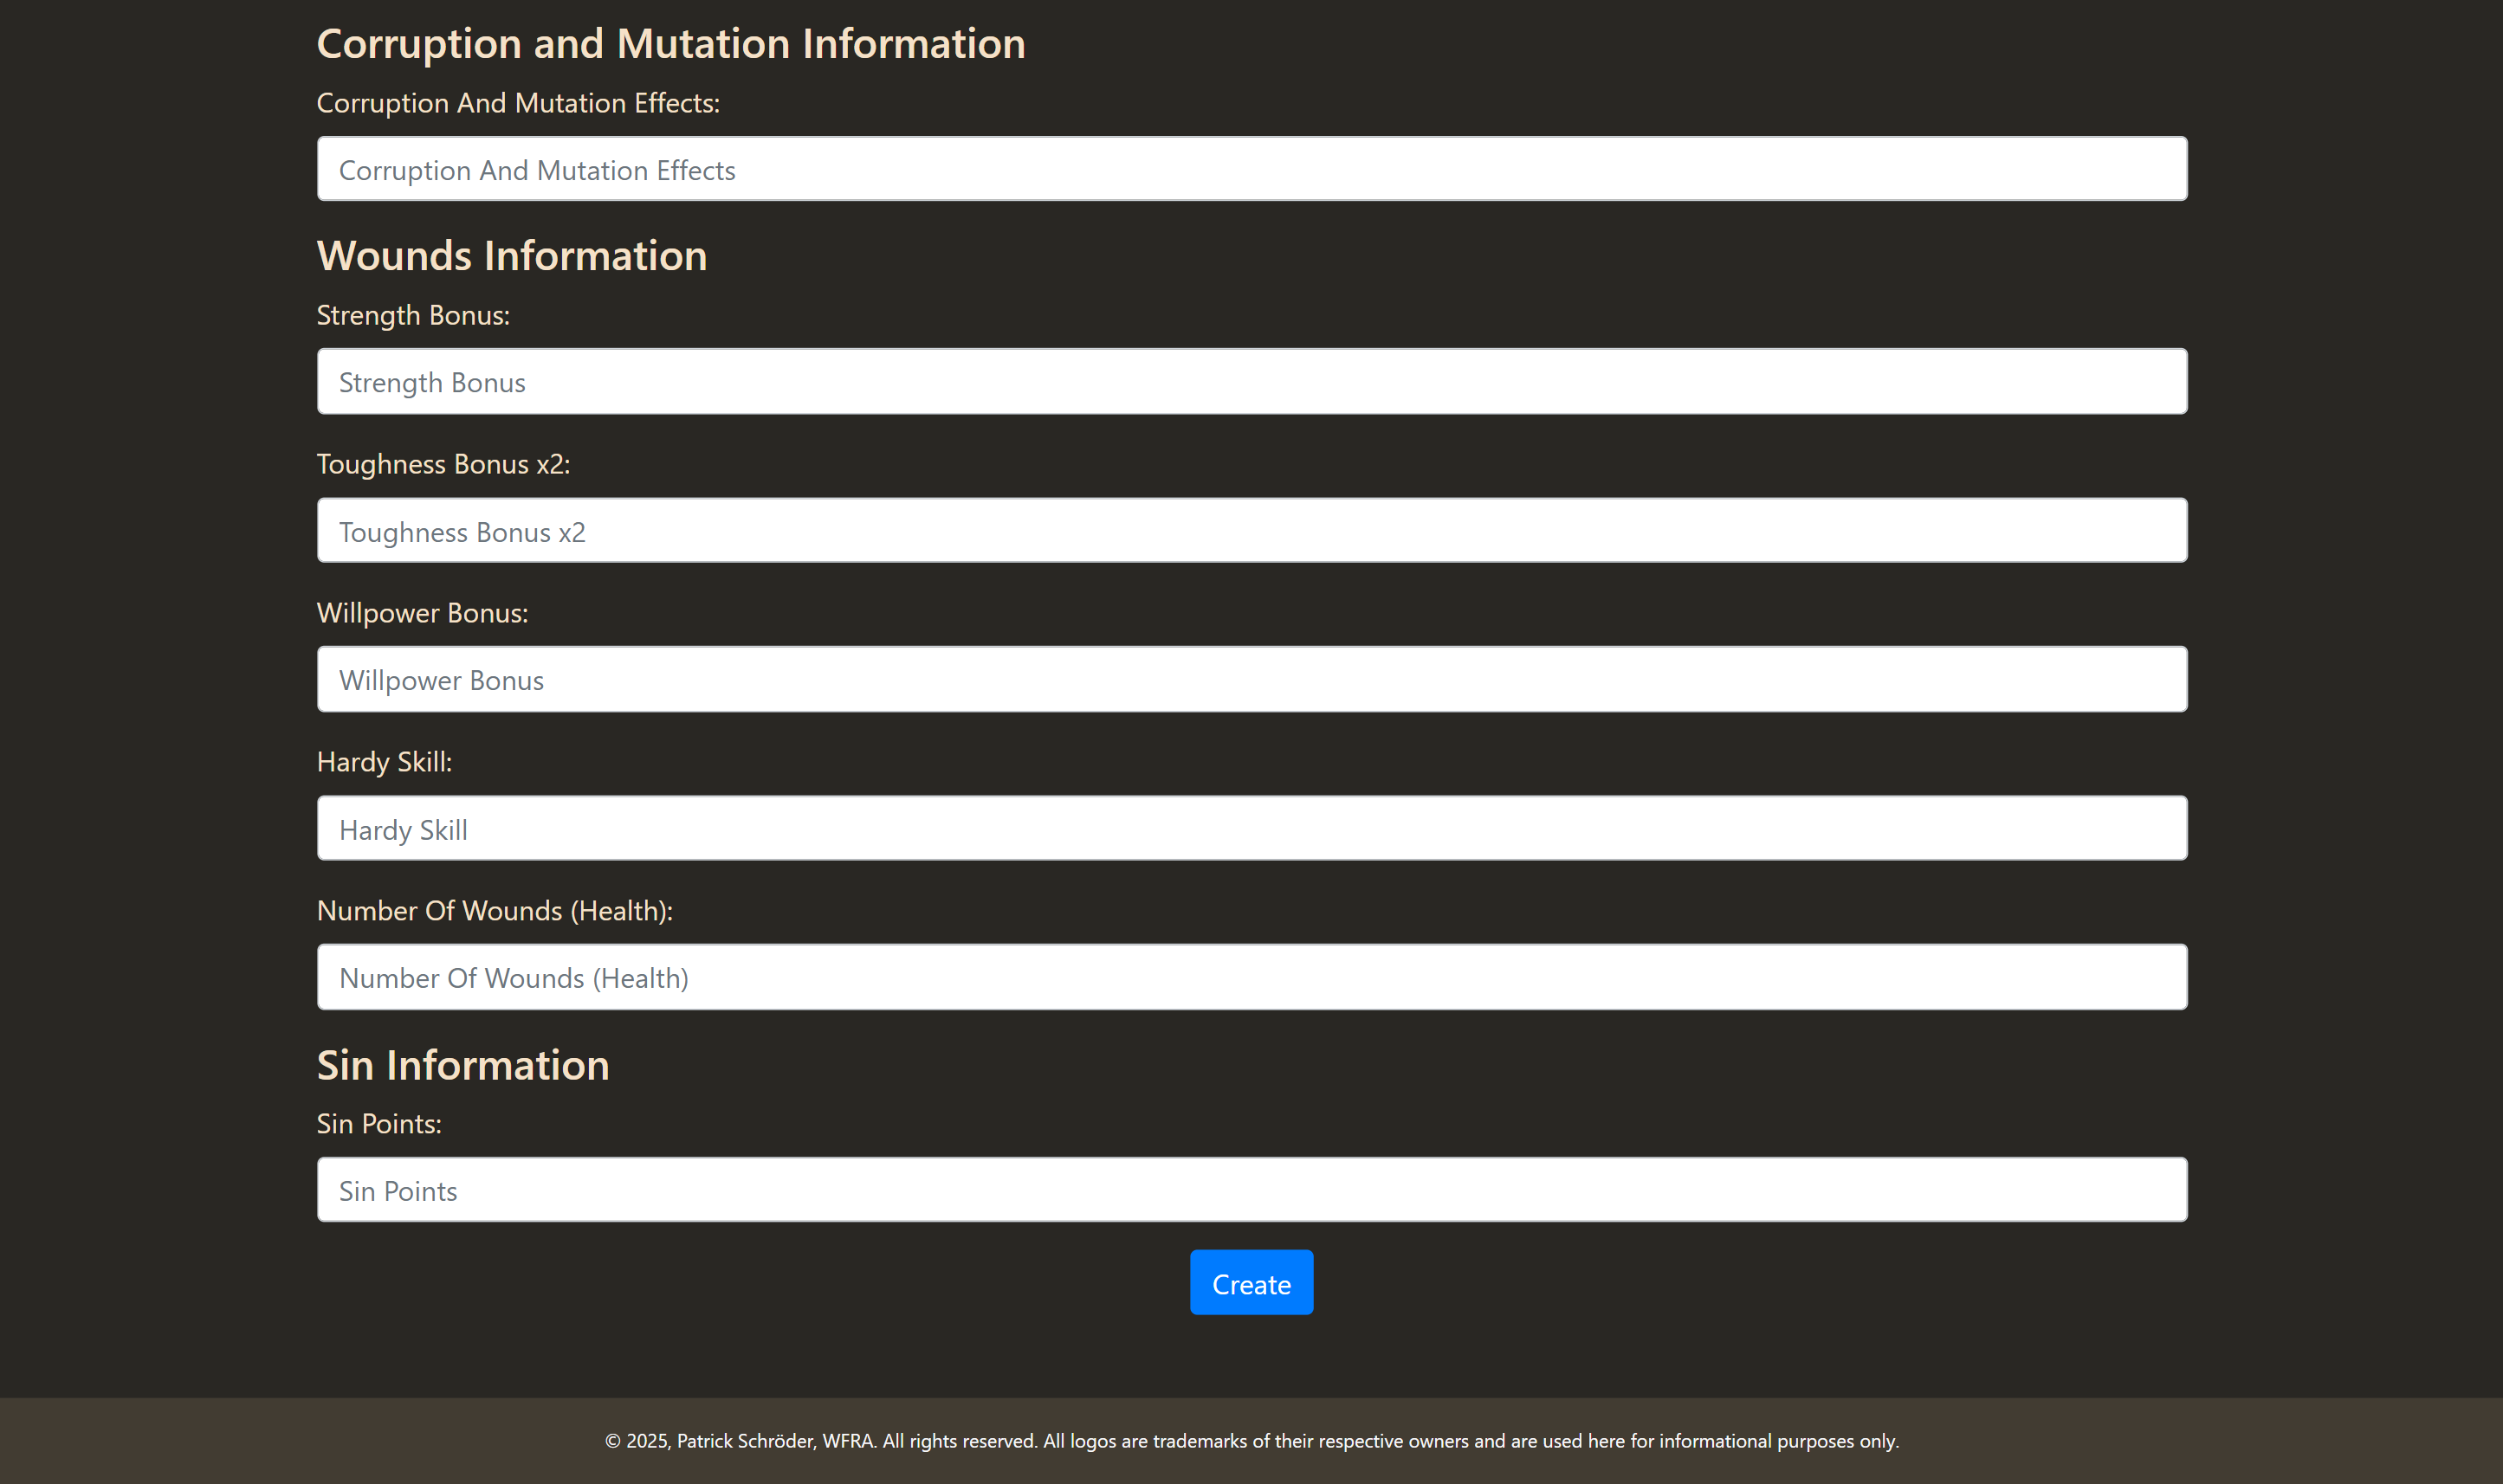 Corruption and Mutation Information
Corruption And Mutation Effects:
Corruption And Mutation Effects
Wounds Information
Strength Bonus:
Strength Bonus
Toughness Bonus x2:
Toughness Bonus x2
Willpower Bonus:
Willpower Bonus
Hardy Skill:
Hardy Skill
Number Of Wounds (Health):
Number Of Wounds (Health)
Sin Information
Sin Points:
Sin Points
Create
© 2025, Patrick Schröder, WFRA. All rights reserved. All logos are trademarks of their respective owners and are used here for informational purposes only.